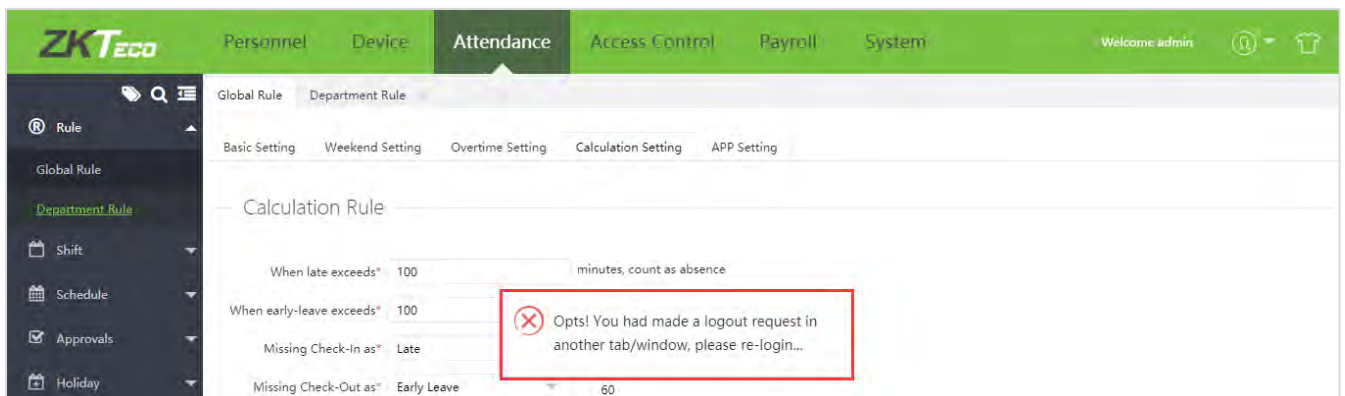 ZKTeco Personnel Device Attendance Access Control Payroll System Welcome admin
Global Rule Department Rule
® Rule
Basic Setting Weekend Setting Overtime Setting Calculation Setting APP Setting
Global Rule
Department Rule
Calculation Rule
Shift
When late exceeds* 100 minutes, count as absence
Schedule
When early-leave exceeds* 100
Opts! You had made a logout request in
another tab/window, please re-login...
Approvals
Missing Check-In as* Late
Holiday
Missing Check-Out as* Early Leave 60